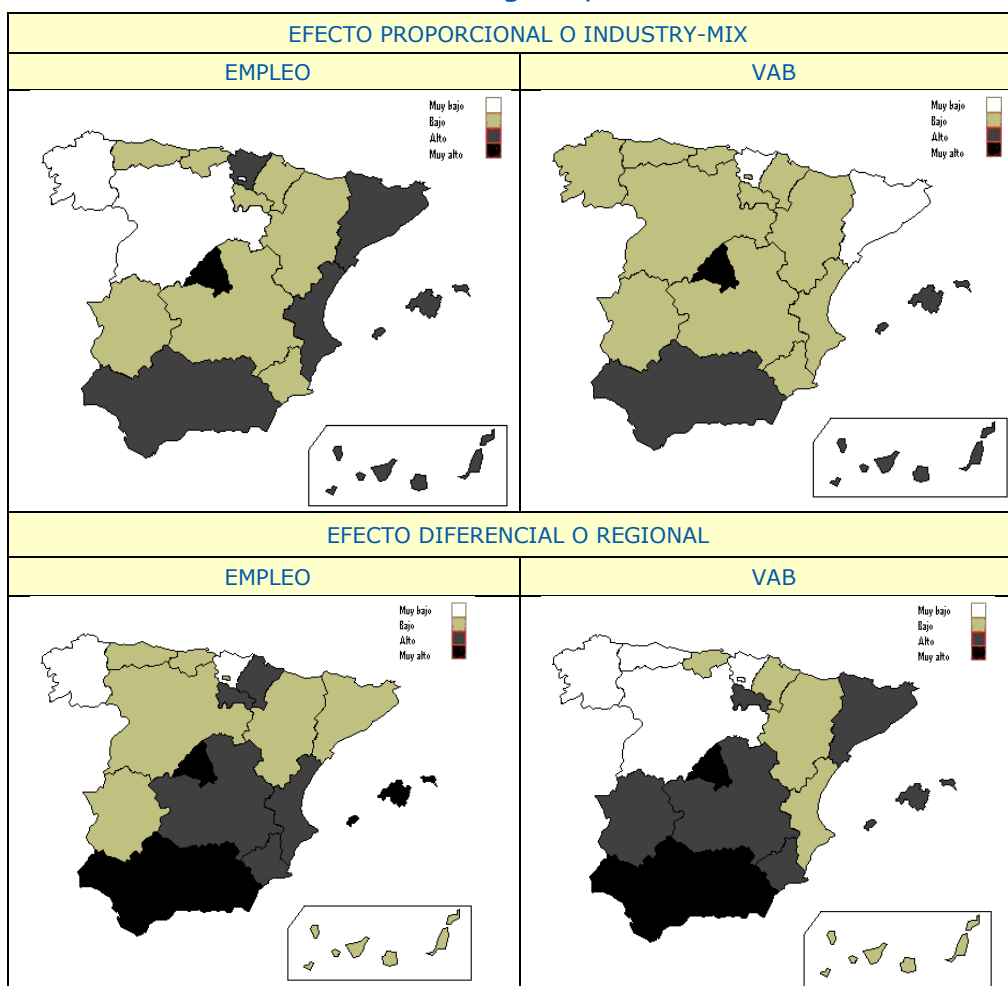 EFECTO PROPORCIONAL O INDUSTRY-MIX
EMPLEO
VAB
Muy bajo
Bajo
Alto
Muy alto
Muy bajo
Bajo
Alto
Muy alto
EFECTO DIFERENCIAL O REGIONAL
EMPLEO
VAB
Muy bajo
Bajo
Alto
Muy alto
Muy bajo
Bajo
Alto
Muy alto